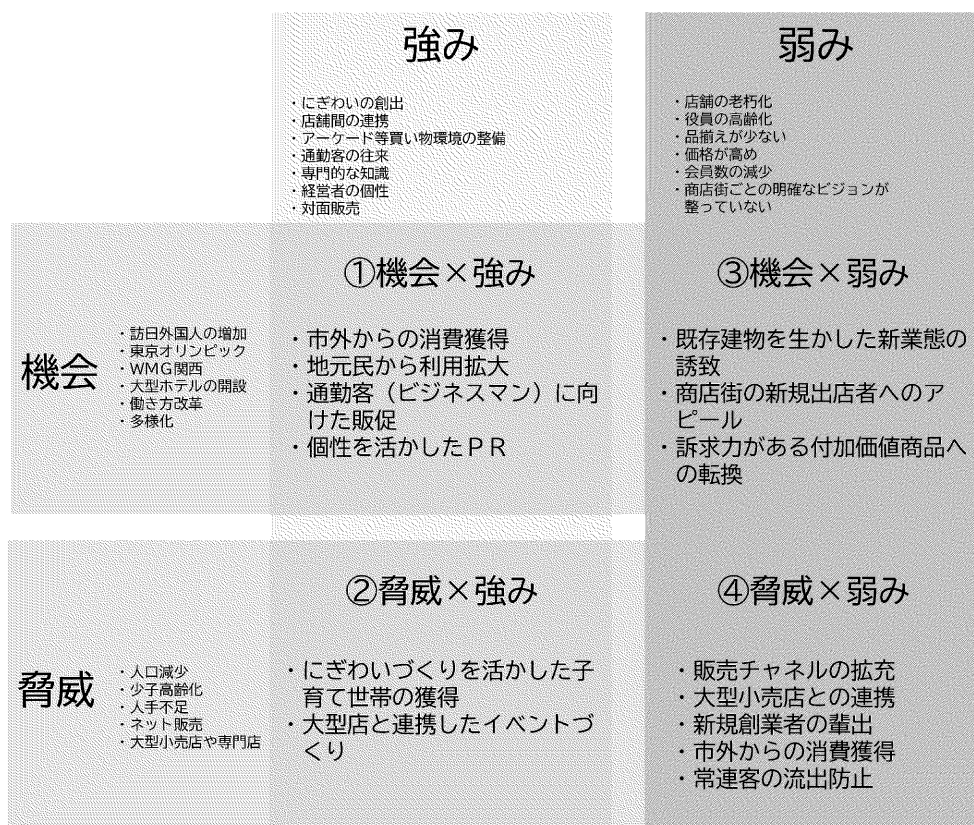 強み
・にぎわいの創出
・店舗間の連携
・アーケード等買い物環境の整備
・通勤客の往来
・専門的な知識
・経営者の個性
・対面販売
弱み
・店舗の老朽化
・役員の高齢化
・品揃えが少ない
・価格が高め
・会員数の減少
・商店街ごとの明確なビジョンが
整っていない
機会
・訪日外国人の増加
・東京オリンピック
・WMG関西
・大型ホテルの開設
・働き方改革
・多様化
①機会×強み
・市外からの消費獲得
・地元民から利用拡大
・通勤客（ビジネスマン）に向
けた販促
・個性を活かしたＰＲ
③機会×弱み
・既存建物を生かした新業態の
誘致
・商店街の新規出店者へのア
ピール
・訴求力がある付加価値商品へ
の転換
脅威
・人口減少
・少子高齢化
・人手不足
・ネット販売
・大型小売店や専門店
②脅威×強み
・にぎわいづくりを活かした子
育て世帯の獲得
・大型店と連携したイベントづ
くり
④脅威×弱み
・販売チャネルの拡充
・大型小売店との連携
・新規創業者の輩出
・市外からの消費獲得
・常連客の流出防止